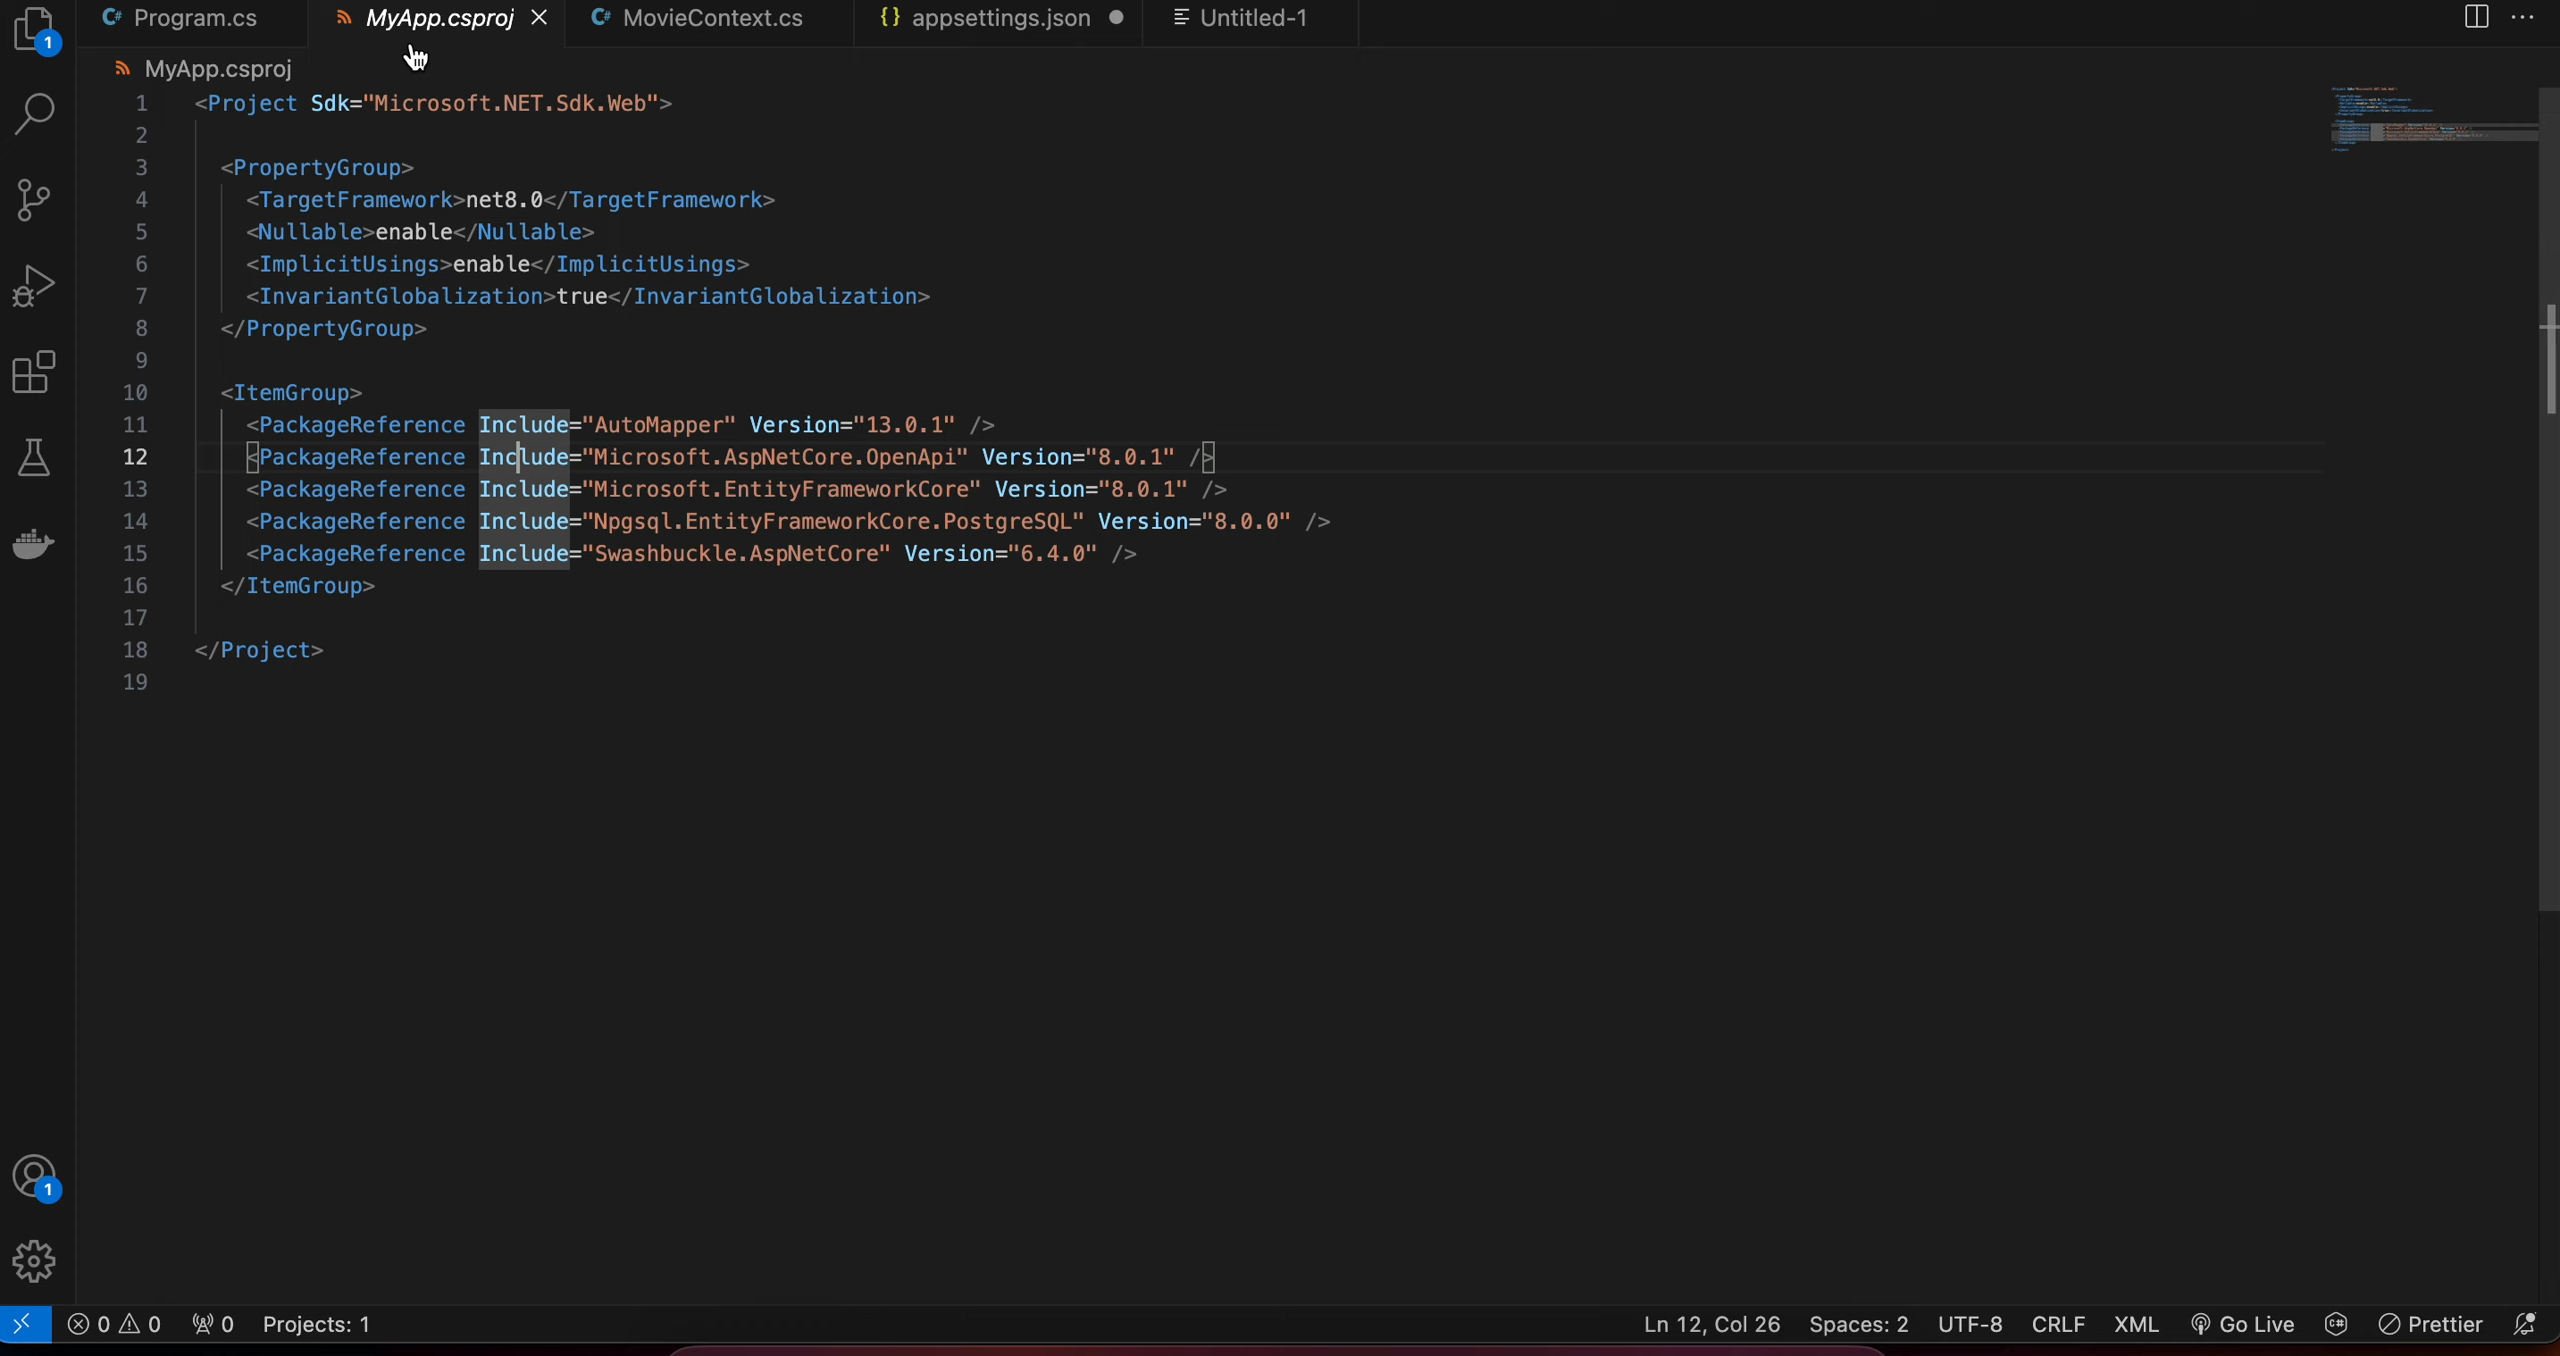 Program.cs MyApp.csproj MovieContext.cs {} appsettings.json Untitled-1
1
MyApp.csproj
1 <Project Sdk="Microsoft.NET.Sdk.Web">
2
3 <PropertyGroup>
4 <TargetFramework>net8.0</TargetFramework>
5 <Nullable>enable</Nullable>
6 <ImplicitUsings>enable</ImplicitUsings>
7 <InvariantGlobalization>true</InvariantGlobalization>
8 </PropertyGroup>
9
10 <ItemGroup>
11 <PackageReference Include="AutoMapper" Version="13.0.1" />
12 <PackageReference Include="Microsoft.AspNetCore.OpenApi" Version="8.0.1" />
13 <PackageReference Include="Microsoft.EntityFrameworkCore" Version="8.0.1" />
14 <PackageReference Include="Npgsql.EntityFrameworkCore.PostgreSQL" Version="8.0.0" />
15 <PackageReference Include="Swashbuckle.AspNetCore" Version="6.4.0" />
16 </ItemGroup>
17
18 </Project>
19
1
0 0 0 Projects: 1 Ln 12, Col 26 Spaces: 2 UTF-8 CRLF XML Go Live Prettier